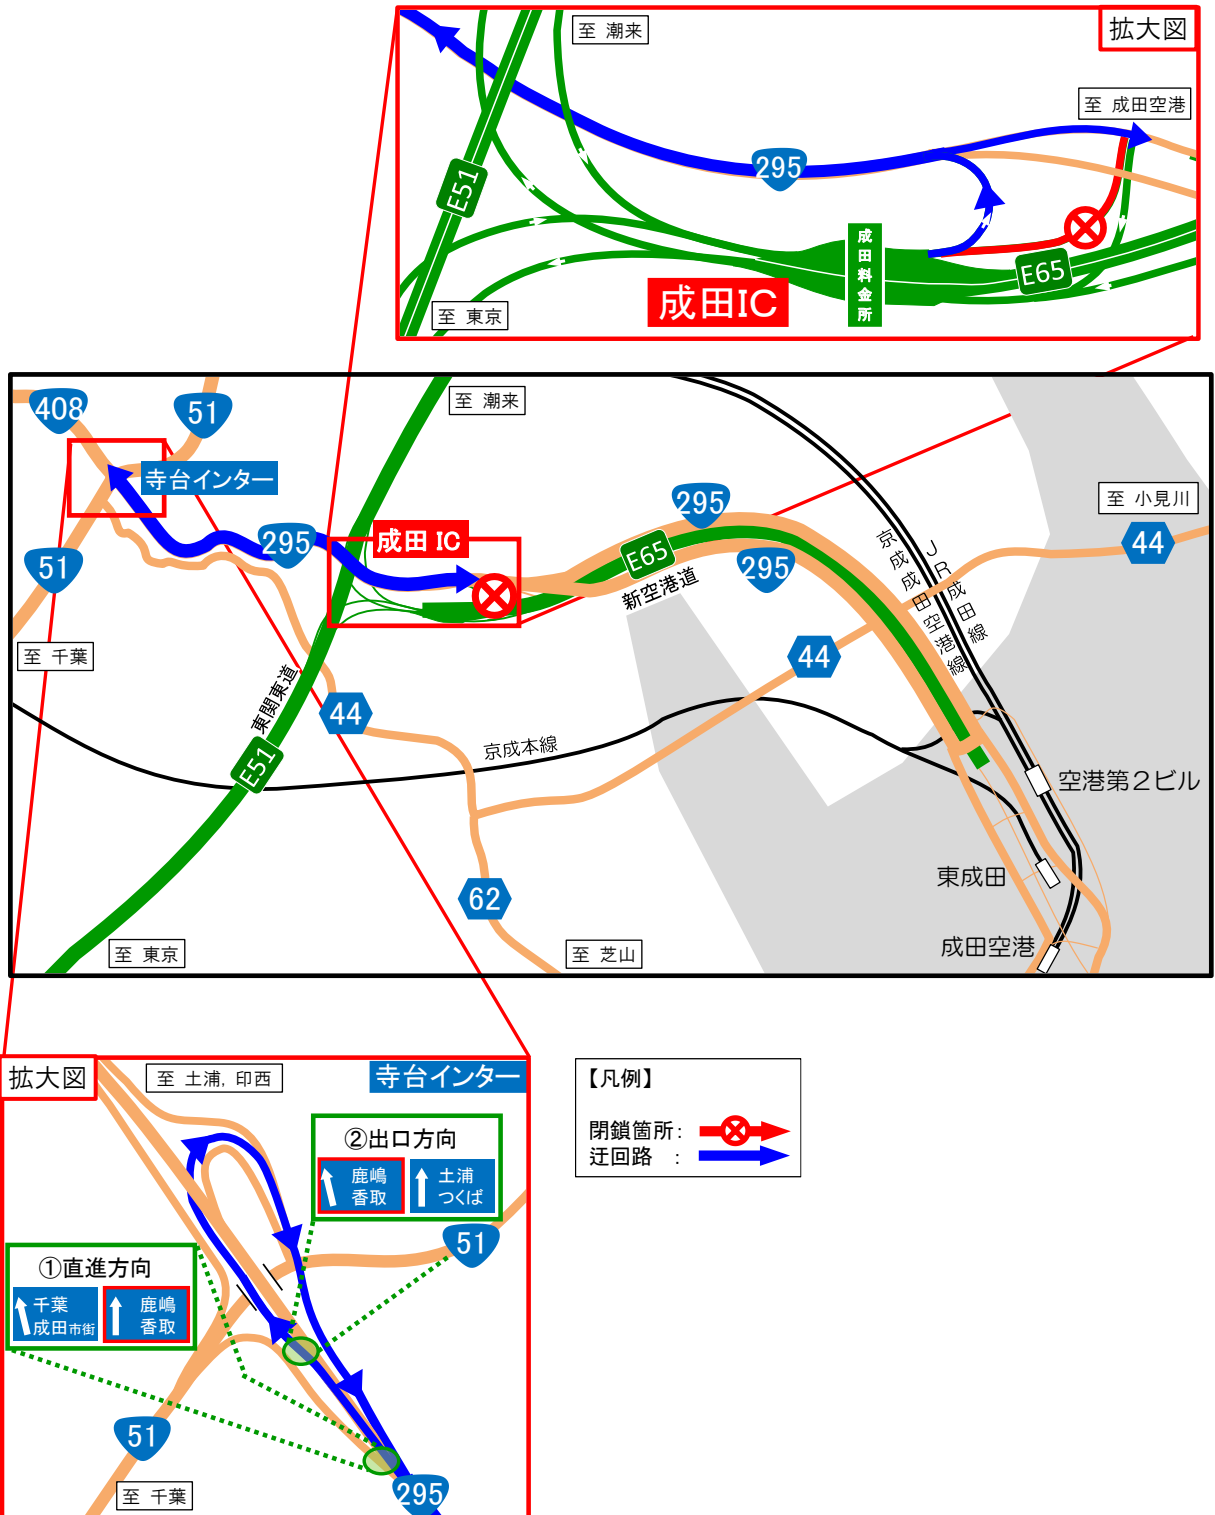 至 潮来
拡大図
至 成田空港
295
E51
成田料金所
E65
成田IC
至 東京
408
51
至 潮来
寺台インター
295
至 小見川
44
295
成田 IC
E65
295
新空港道
京成成田空港線
JR成田線
51
至 千葉
44
東関東道
44
京成本線
E51
空港第2ビル
東成田
62
成田空港
至 東京
至 芝山
拡大図
至 土浦, 印西
寺台インター
【凡例】
閉鎖箇所:
迂回路 :
②出口方向
鹿嶋
香取
土浦
つくば
51
①直進方向
千葉
成田市街
鹿嶋
香取
51
295
至 千葉